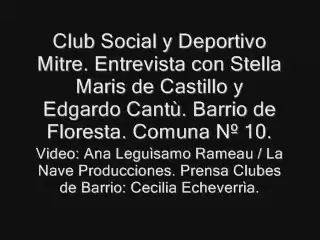 Club Social y Deportivo
Mitre. Entrevista con Stella
Maris de Castillo y
Edgardo Cantù. Barrio de
Floresta. Comuna Nº 10.
Video: Ana Leguìsamo Rameau / La
Nave Producciones. Prensa Clubes
de Barrio: Cecilia Echeverrìa.